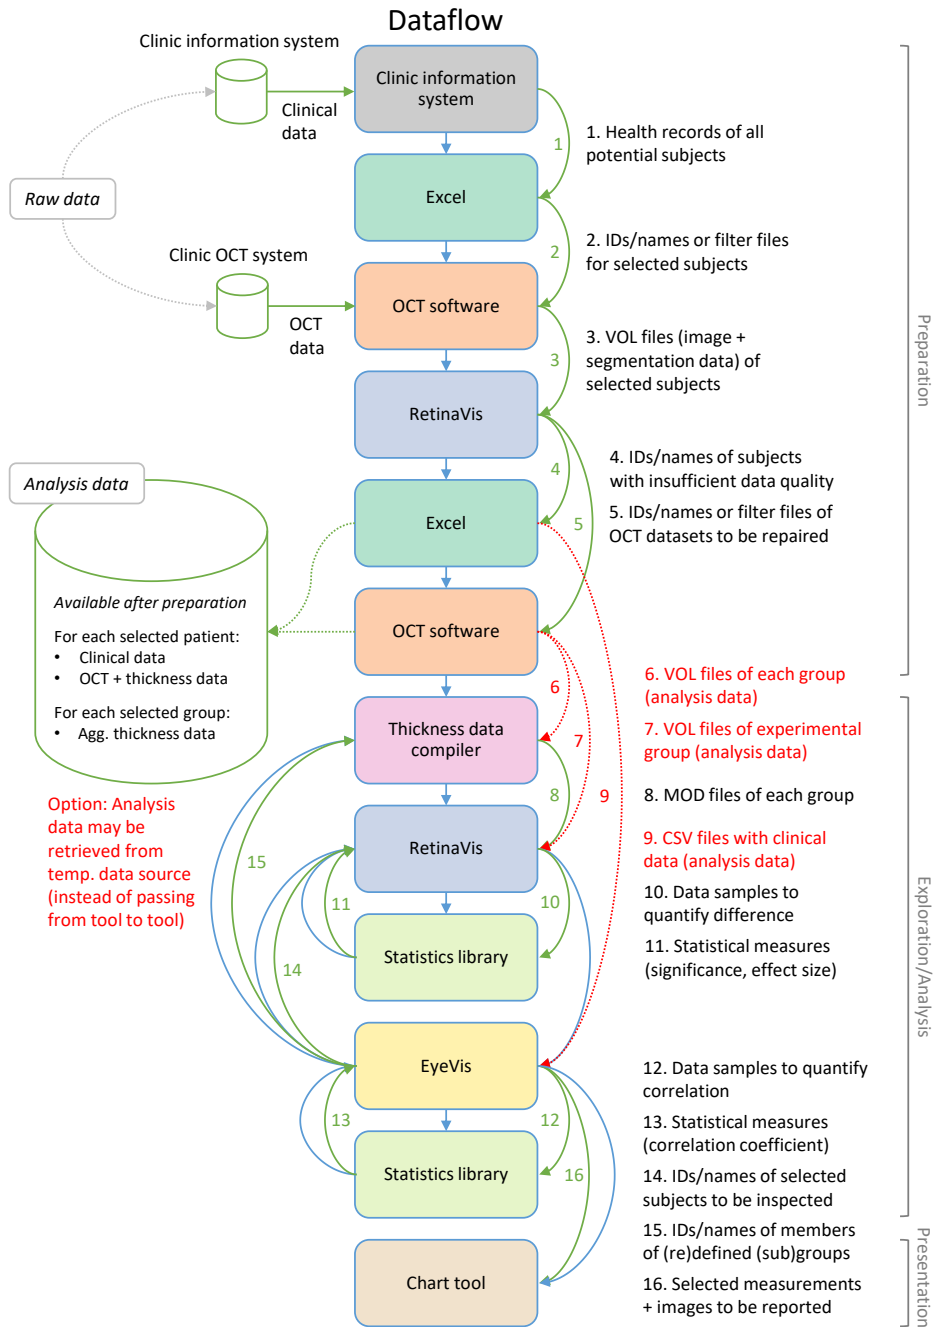 Dataflow
Clinic information system
Clinic information
system
Clinical
data
1
1. Health records of all
potential subjects
Excel
Raw data
2
2. IDs/names or filter files
for selected subjects
Clinic OCT system
OCT software
OCT
data
3
3. VOL files (image +
segmentation data) of
selected subjects
Preparation
RetinaVis
4
4. IDs/names of subjects
with insufficient data quality
Analysis data
Excel
5
5. IDs/names or filter files of
OCT datasets to be repaired
Available after preparation
For each selected patient:
• Clinical data
• OCT + thickness data
For each selected group:
• Agg. thickness data
OCT software
6
6. VOL files of each group
(analysis data)
Thickness data
compiler
7
7. VOL files of experimental
group (analysis data)
8
9
8. MOD files of each group
Option: Analysis
data may be
retrieved from
temp. data source
(instead of passing
from tool to tool)
15
RetinaVis
9. CSV files with clinical
data (analysis data)
11
10
10. Data samples to
quantify difference
14
Statistics library
11. Statistical measures
(significance, effect size)
Exploration/Analysis
EyeVis
12. Data samples to quantify
correlation
13
12
13. Statistical measures
(correlation coefficient)
Statistics library
16
14. IDs/names of selected
subjects to be inspected
15. IDs/names of members
of (re)defined (sub)groups
Chart tool
16. Selected measurements
+ images to be reported
Presentation